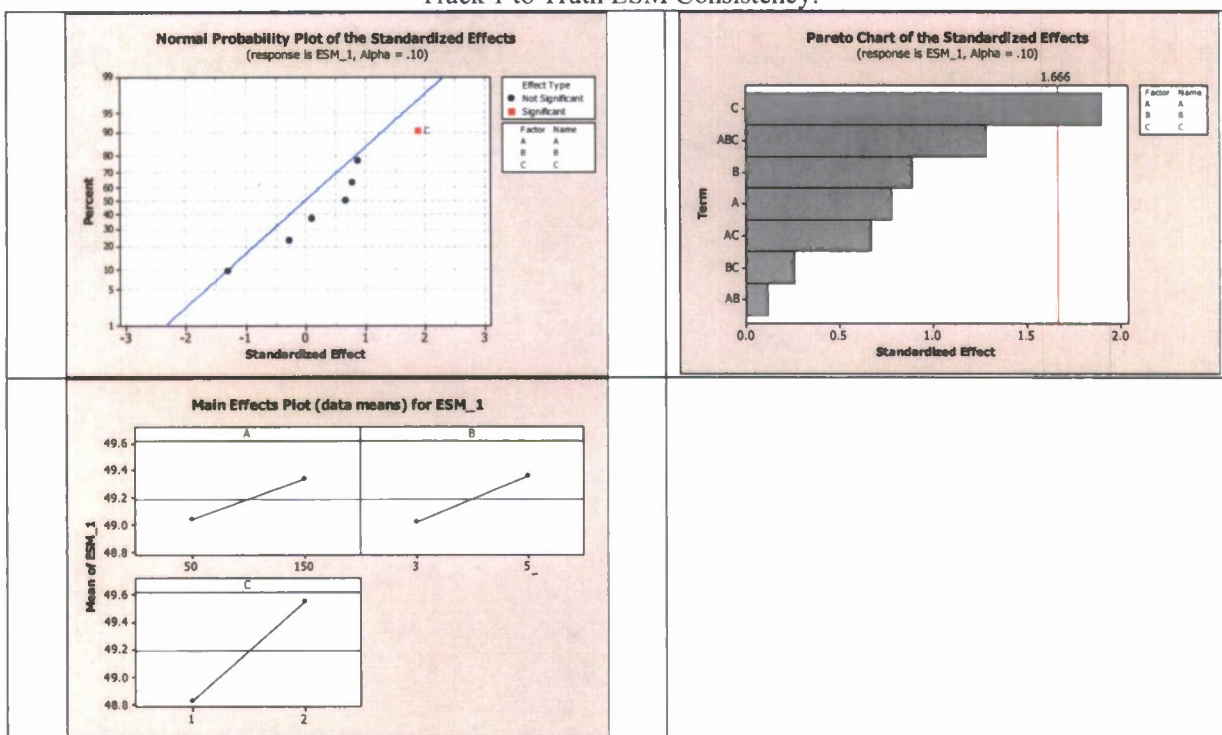 Track 1 to Truth ESM Consistency.
Normal Probability Plot of the Standardized Effects
(response is ESM_1, Alpha = .10)
99
95
90
80
70
60
50
40
30
20
10
5
1
Percent
-3 -2 -1 0 1 2 3
Standardized Effect
C
Effect Type
Not Significant
Significant
Factor Name
A A
B B
C C
Pareto Chart of the Standardized Effects
(response is ESM_1, Alpha = .10)
1.666
C
ABC
B
A
AC
BC
AB
Term
0.0 0.5 1.0 1.5 2.0
Standardized Effect
Factor Name
A A
B B
C C
Main Effects Plot (data means) for ESM_1
A B
49.6
49.4
49.2
49.0
48.8
50 150 3 5
C
49.6
49.4
49.2
49.0
48.8
1 2
Mean of ESM_1